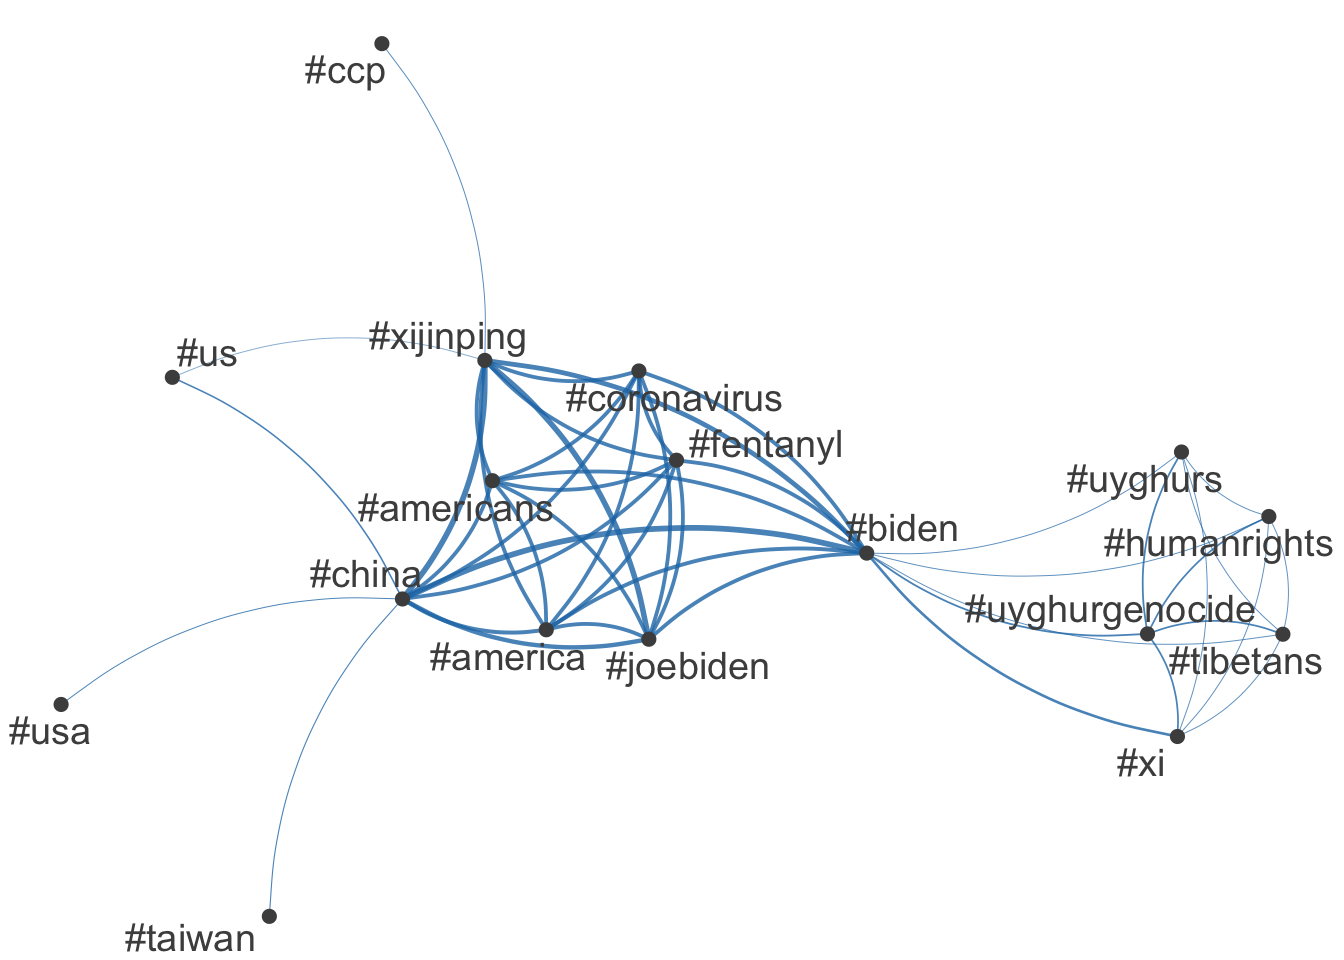 #ccp
#xijinping
#us
#coronavirus
#fentanyl
#uyghurs
#americans
#biden
#humanrights
#china
#uyghurgenocide
#america
#joebiden
#tibetans
#usa
#xi
#taiwan